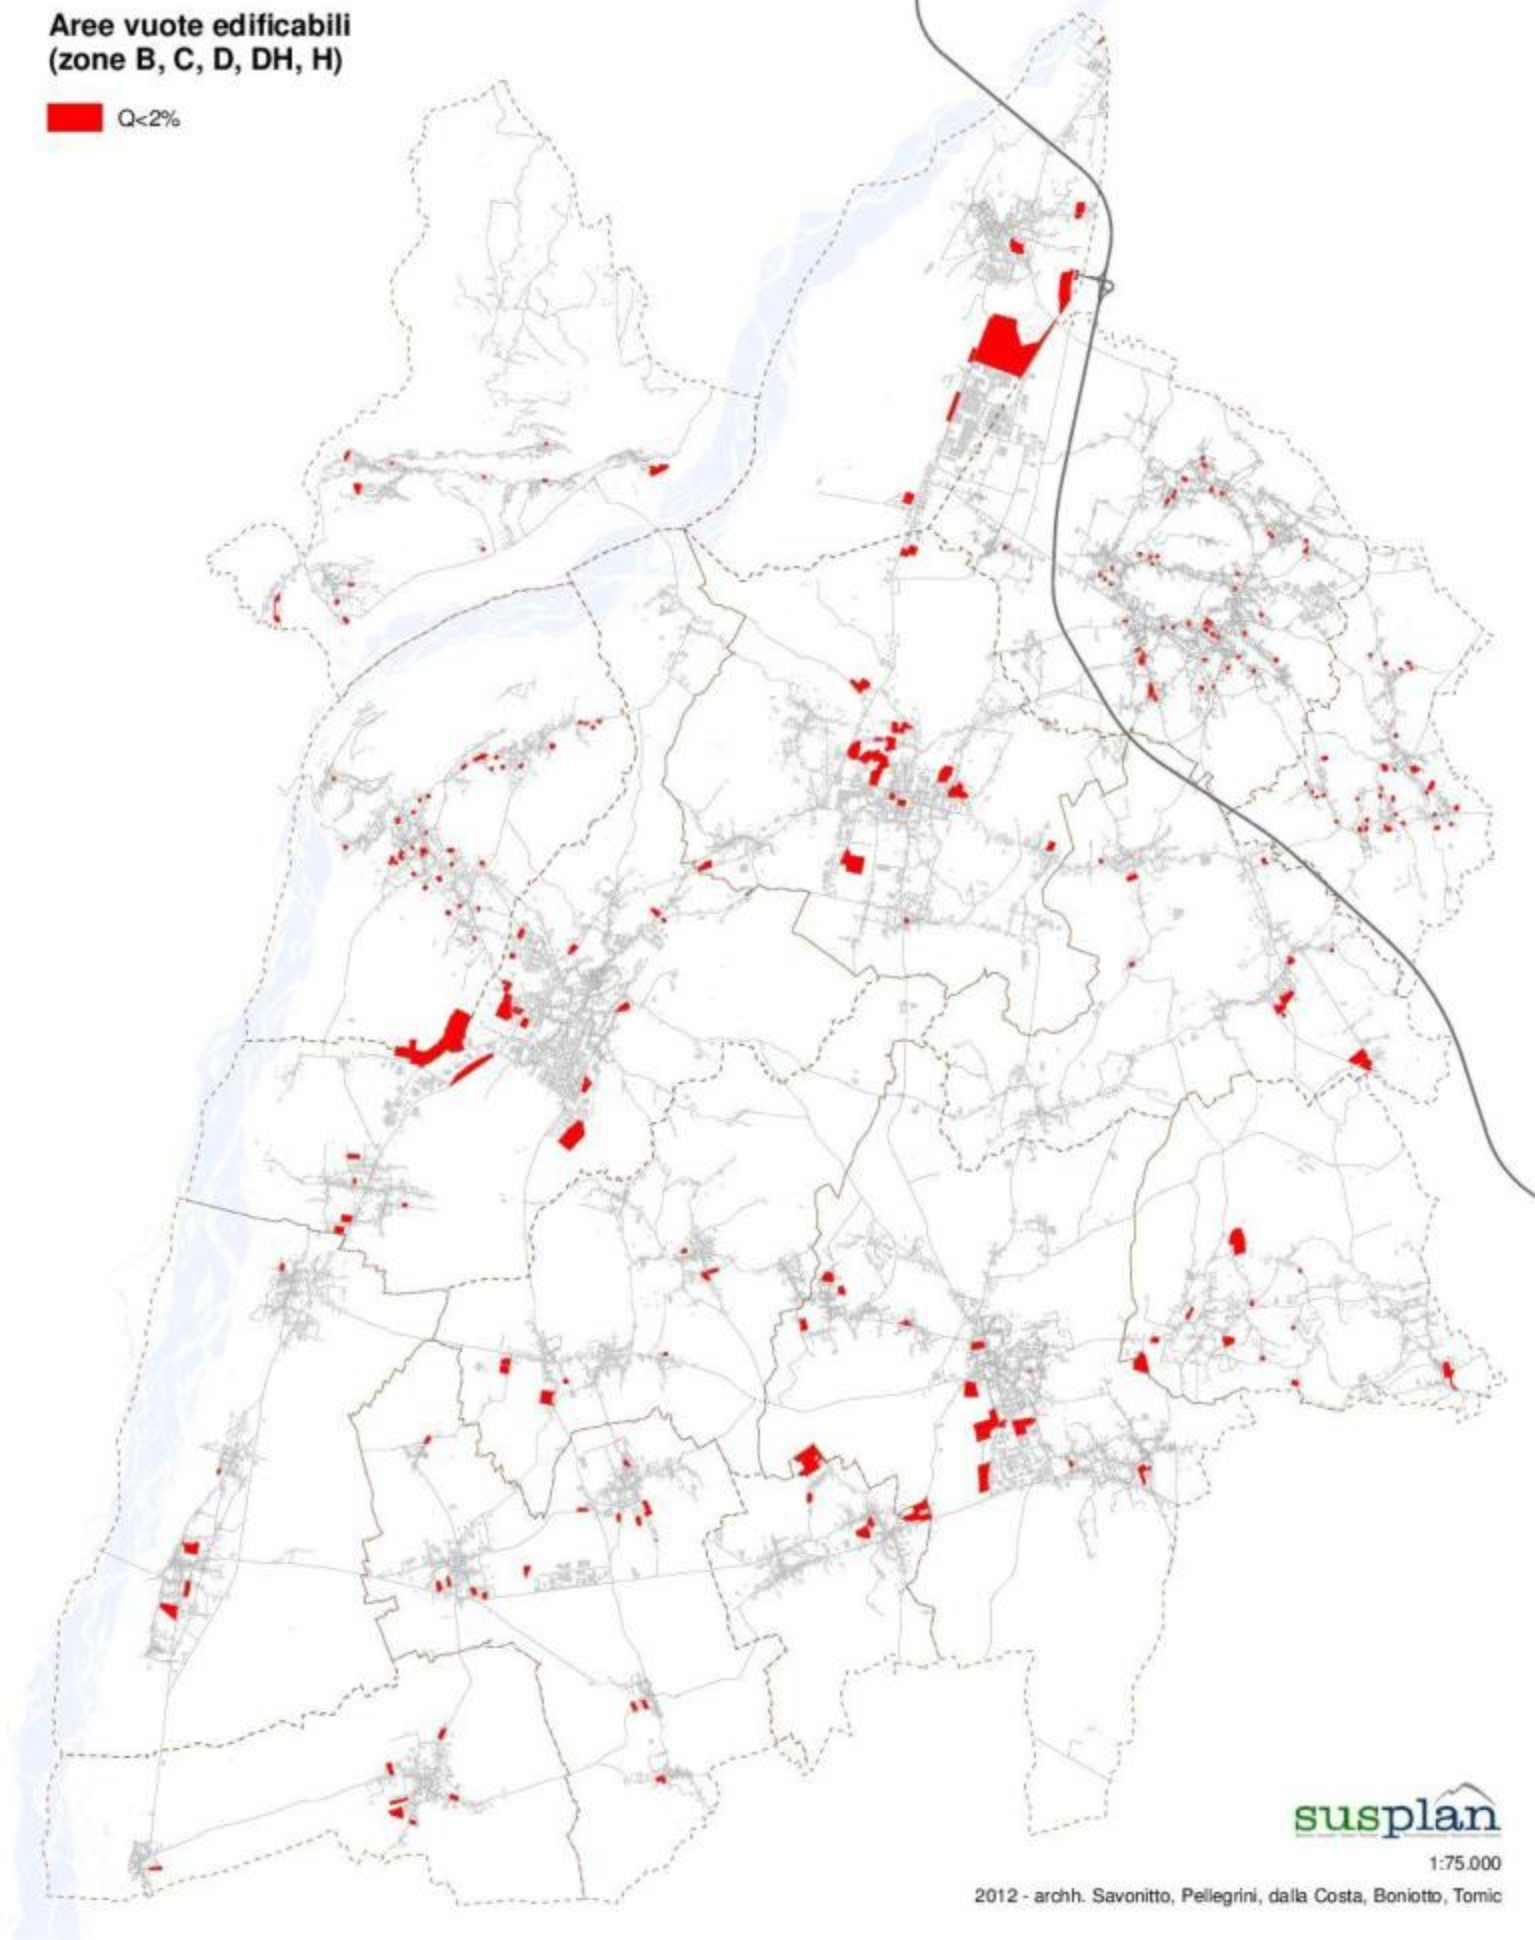 Aree vuote edificabili
(zone B, C, D, DH, H)
Q<2%
susplan
1:75.000
2012 - archh. Savonitto, Pellegrini, dalla Costa, Boniotto, Tomic